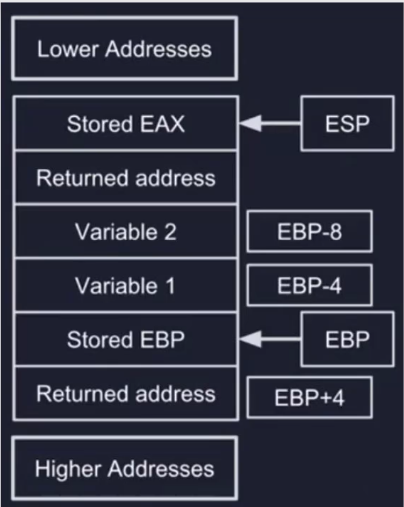 Lower Addresses
Stored EAX
ESP
Returned address
Variable 2
EBP-8
Variable 1
EBP-4
Stored EBP
EBP
Returned address
EBP+4
Higher Addresses